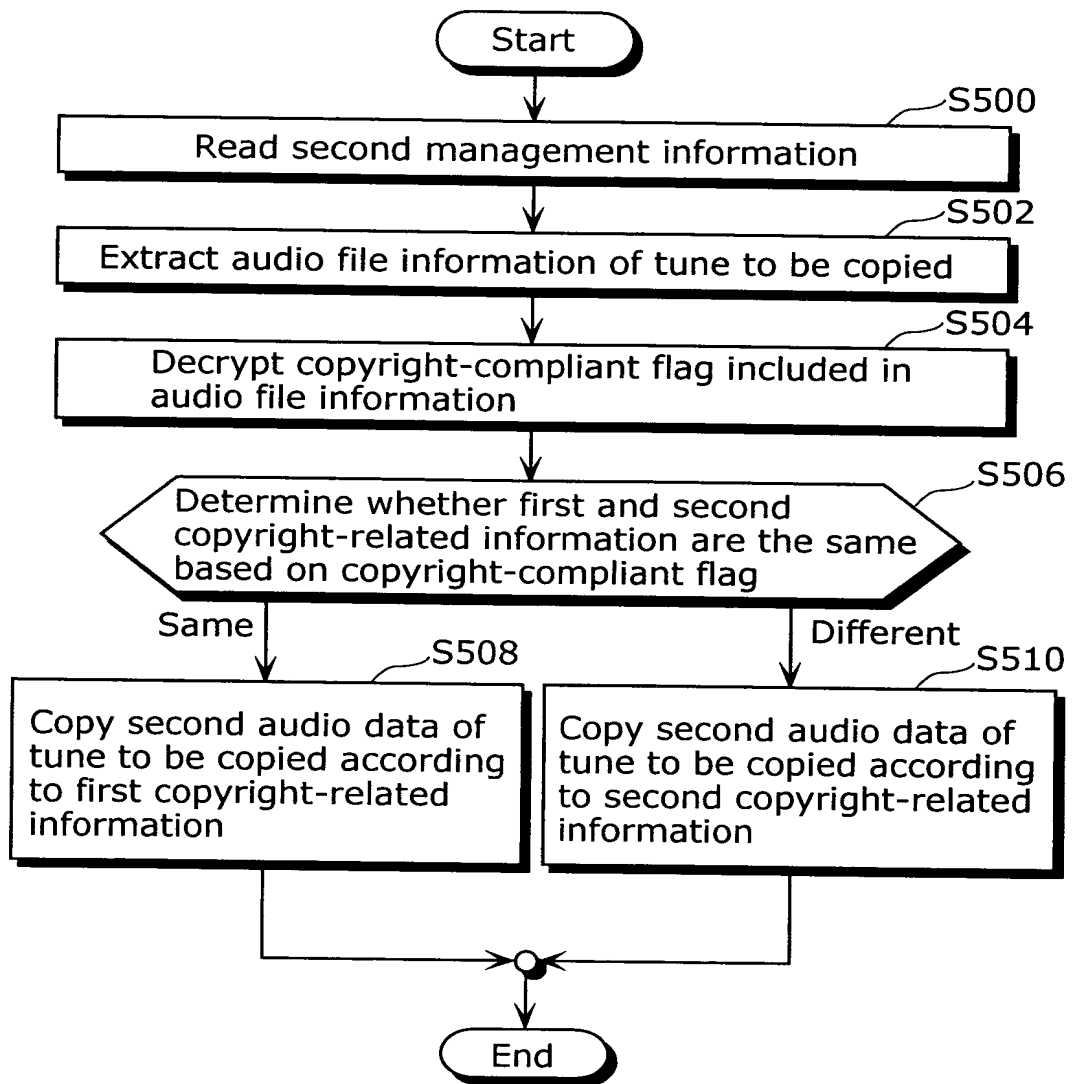 Start
S500
Read second management information
S502
Extract audio file information of tune to be copied
S504
Decrypt copyright-compliant flag included in
audio file information
S506
Determine whether first and second
copyright-related information are the same
based on copyright-compliant flag
Same
Different
S508
S510
Copy second audio data of
tune to be copied according
to first copyright-related
information
Copy second audio data of
tune to be copied according
to second copyright-related
information
End